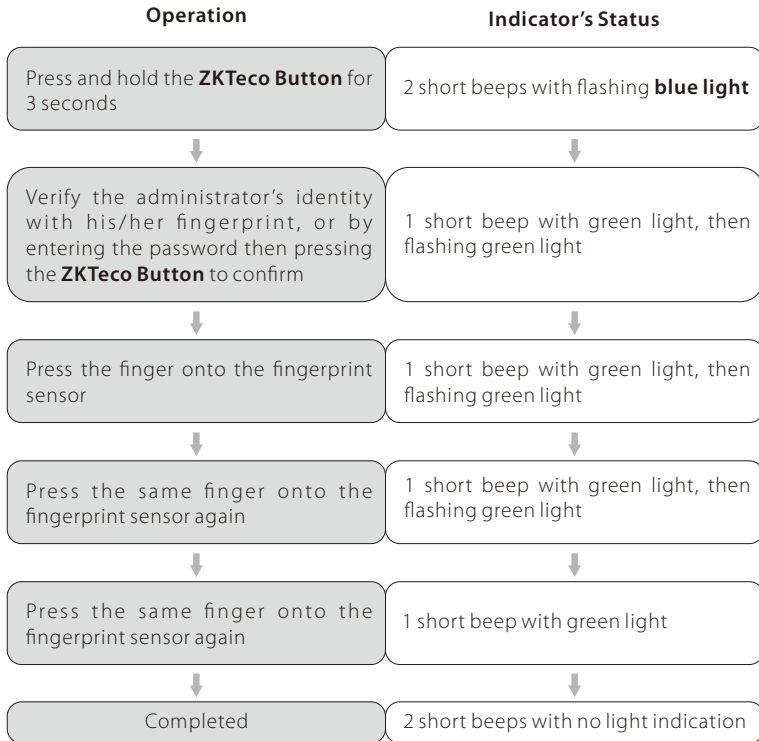 Operation
Indicator's Status
Press and hold the ZKTeco Button for
3 seconds
2 short beeps with flashing blue light
Verify the administrator's identity
with his/her fingerprint, or by
entering the password then pressing
the ZKTeco Button to confirm
1 short beep with green light, then
flashing green light
Press the finger onto the fingerprint
sensor
1 short beep with green light, then
flashing green light
Press the same finger onto the
fingerprint sensor again
1 short beep with green light, then
flashing green light
Press the same finger onto the
fingerprint sensor again
1 short beep with green light
Completed
2 short beeps with no light indication